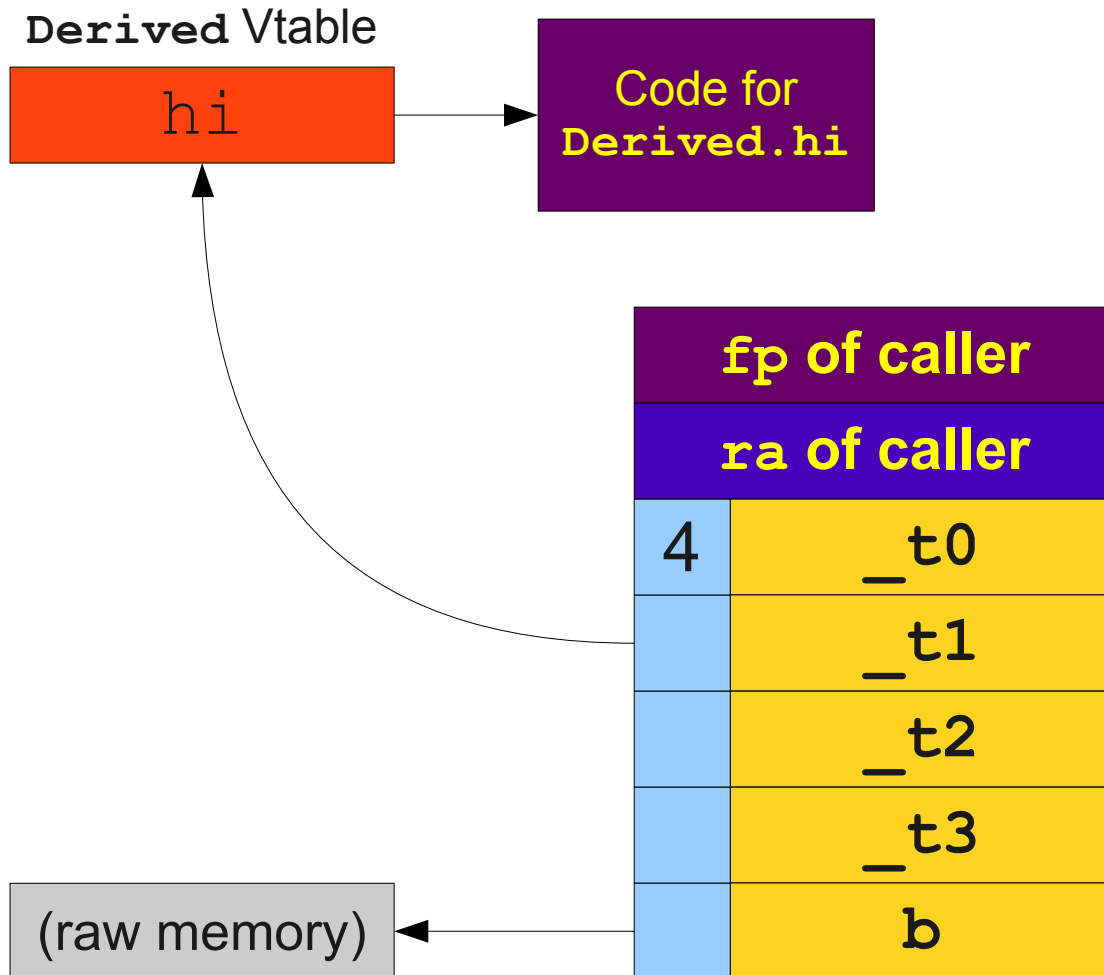 Derived Vtable
hi
Code for
Derived.hi
fp of caller
ra of caller
4 _t0
_t1
_t2
_t3
(raw memory)
b